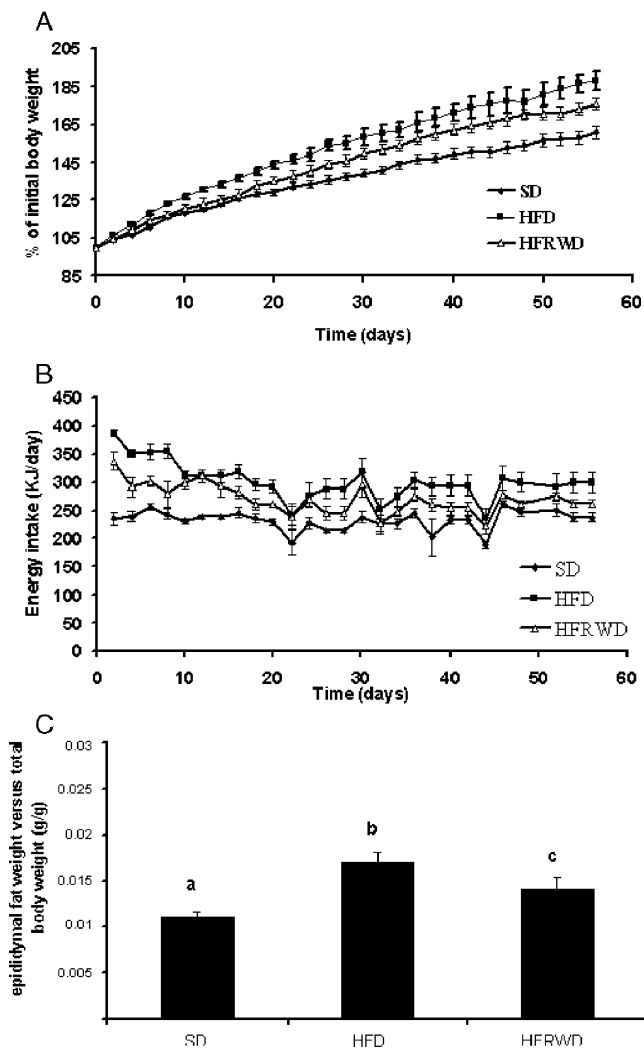 A
% of initial body weight
205
185
165
145
125
105
85
SD
HFD
HFRWD
0 10 20 30 40 50 60
Time (days)
B
Energy intake (KJ/day)
450
400
350
300
250
200
150
100
50
0
SD
HFD
HFRWD
0 10 20 30 40 50 60
Time (days)
C
epididymal fat weight versus total
body weight (g/g)
0.03
0.025
0.02
0.015
0.01
0.005
a
b
c
SD HFD HFRWD